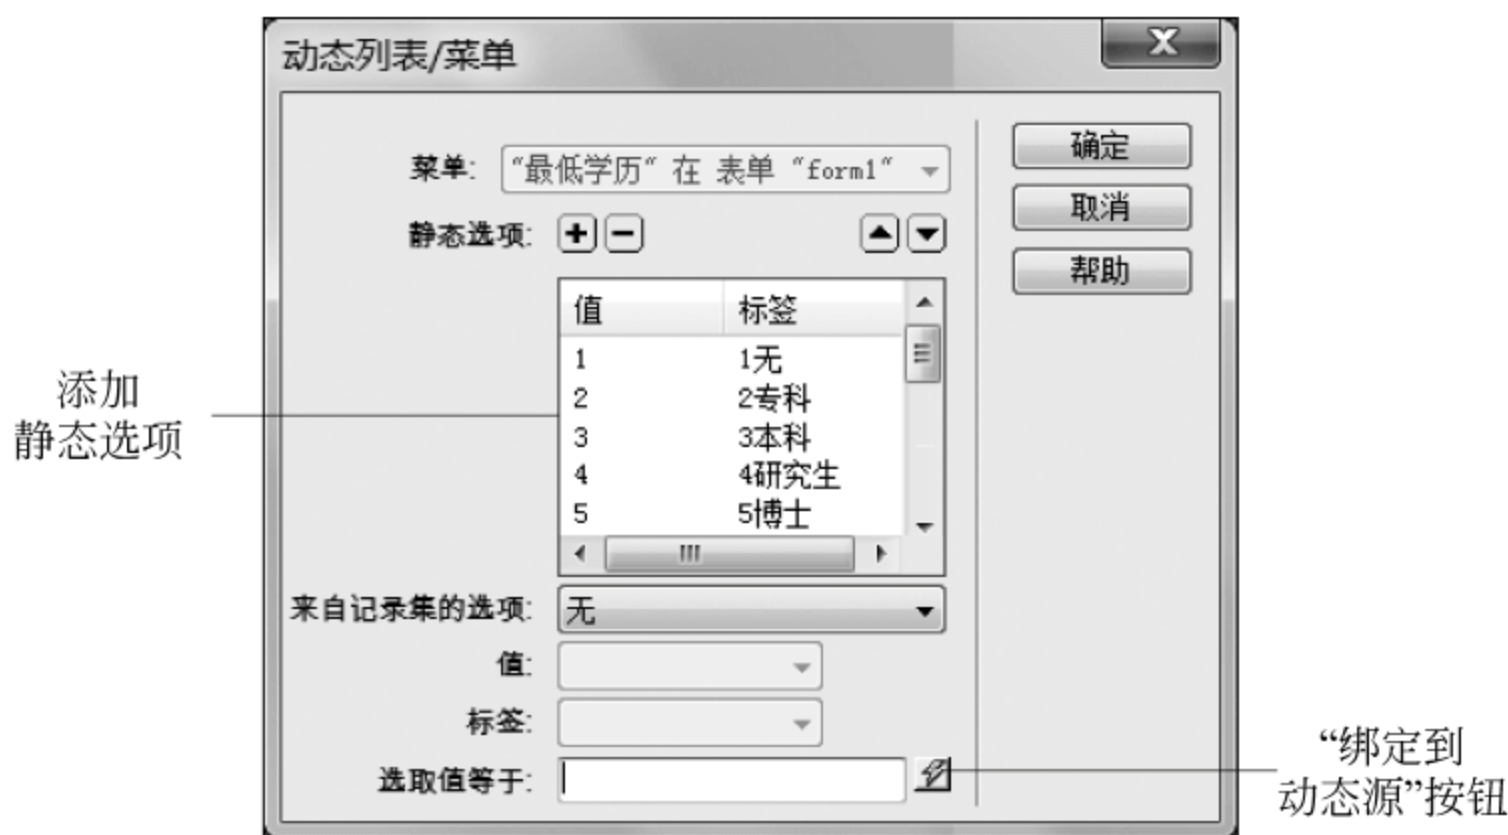 动态列表/菜单
X
菜单: “最低学历” 在 表单 “form1”
确定
取消
帮助
静态选项:
值 标签
1 1无
2 2专科
3 3本科
4 4研究生
5 5博士
添加
静态选项
来自记录集的选项: 无
值:
标签:
选取值等于:
“绑定到
动态源”按钮